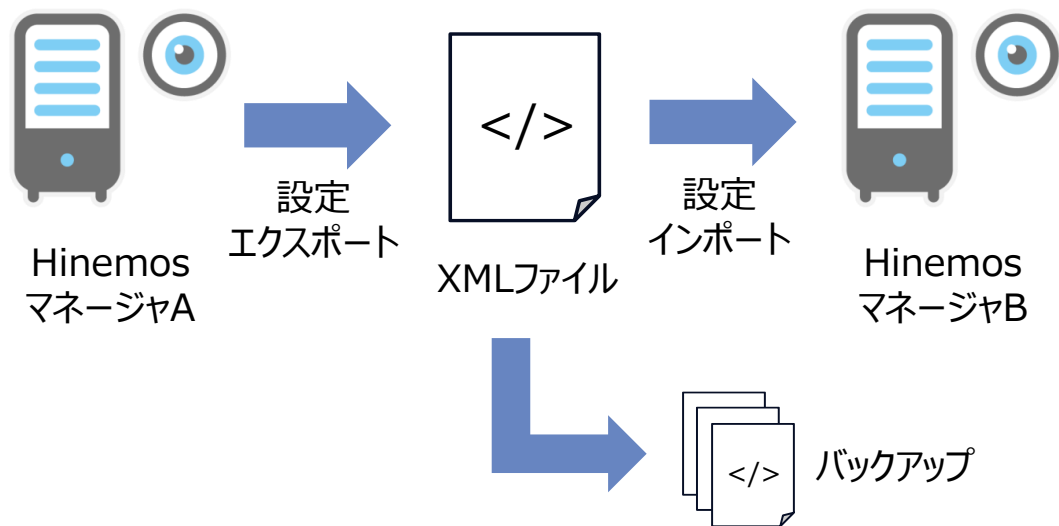 </>
設定
エクスポート
設定
インポート
Hinemos
マネージャA
XMLファイル
Hinemos
マネージャB
</>
バックアップ